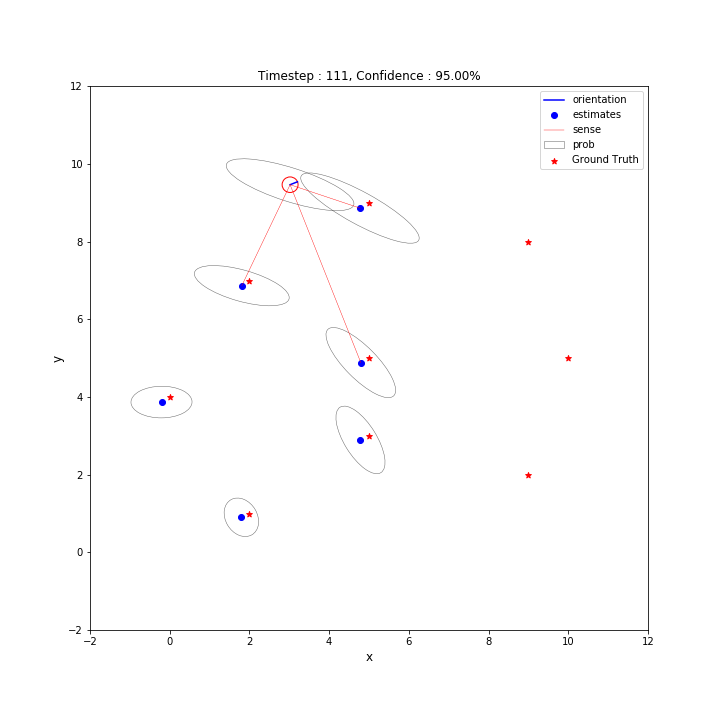 Timestep : 111, Confidence : 95.00%
orientation
estimates
sense
prob
Ground Truth
12
10
8
6
4
2
0
−2
y
−2
0
2
4
6
8
10
12
x